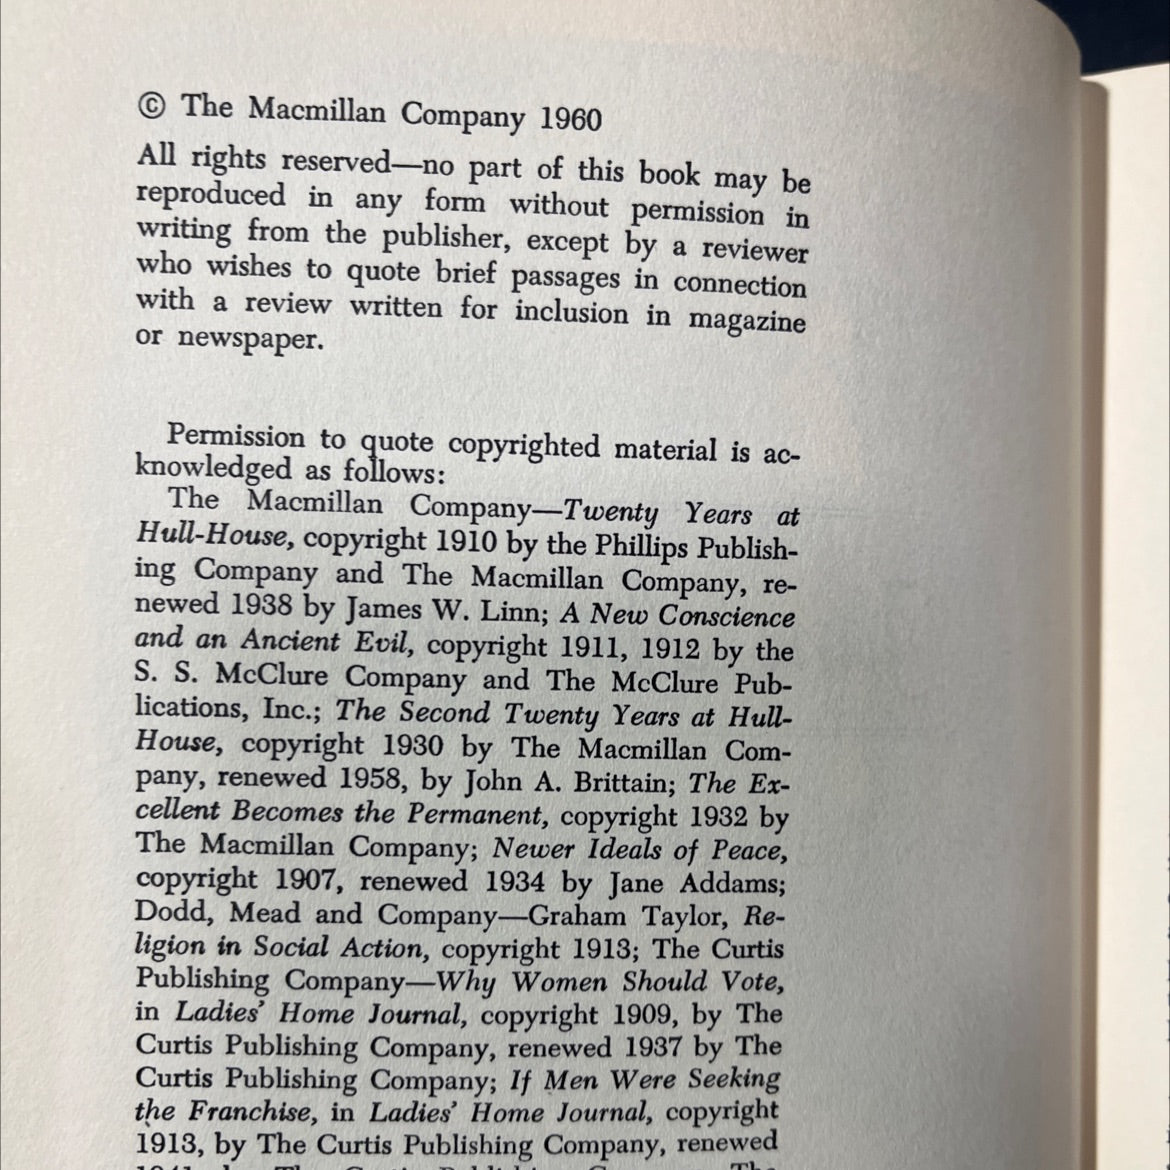 © The Macmillan Company 1960
All rights reserved—no part of this book may be
reproduced in any form without permission in
writing from the publisher, except by a reviewer
who wishes to quote brief passages in connection
with a review written for inclusion in magazine
or newspaper.
Permission to quote copyrighted material is ac-
knowledged as follows:
The Macmillan Company—Twenty Years at
Hull-House, copyright 1910 by the Phillips Publish-
ing Company and The Macmillan Company, re-
newed 1938 by James W. Linn; A New Conscience
and an Ancient Evil, copyright 1911, 1912 by the
S. S. McClure Company and The McClure Pub-
lications, Inc.; The Second Twenty Years at Hull-
House, copyright 1930 by The Macmillan Com-
pany, renewed 1958, by John A. Brittain; The Ex-
cellent Becomes the Permanent, copyright 1932 by
The Macmillan Company; Newer Ideals of Peace,
copyright 1907, renewed 1934 by Jane Addams;
Dodd, Mead and Company—Graham Taylor, Re-
ligion in Social Action, copyright 1913; The Curtis
Publishing Company—Why Women Should Vote,
in Ladies' Home Journal, copyright 1909, by The
Curtis Publishing Company, renewed 1937 by The
Curtis Publishing Company; If Men Were Seeking
the Franchise, in Ladies' Home Journal, copyright
1913, by The Curtis Publishing Company, renewed